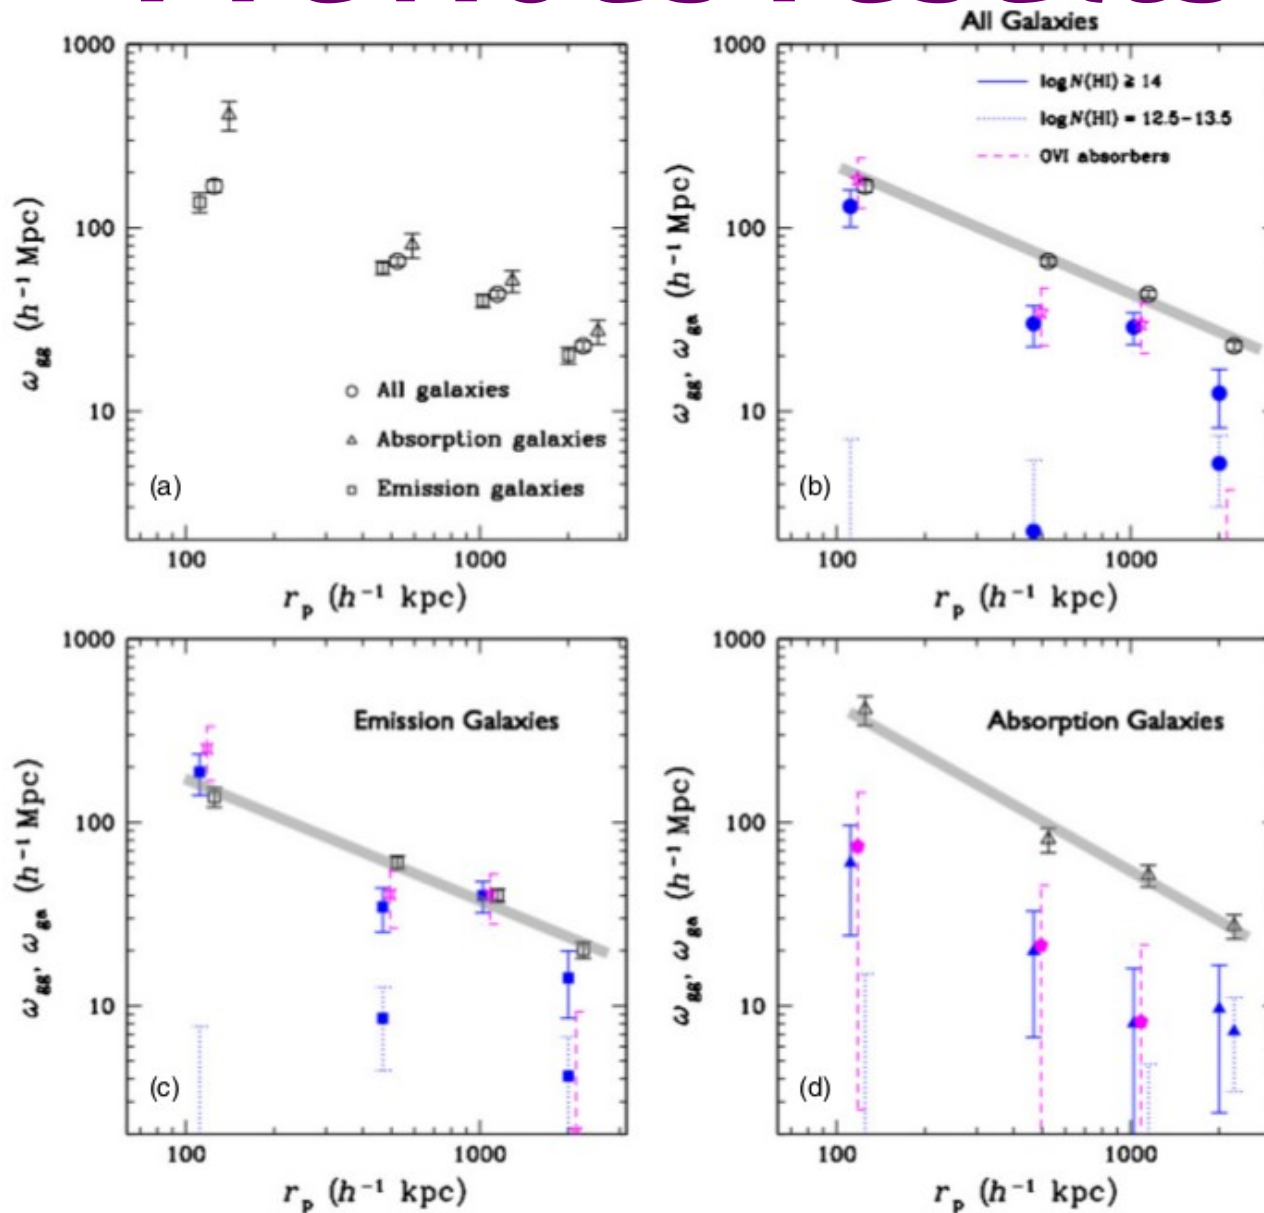 All Galaxies
1000
100
10
ω_gg (h⁻¹ Mpc)
○ All galaxies
△ Absorption galaxies
□ Emission galaxies
(a)
100 1000
r_p (h⁻¹ kpc)
1000
100
10
ω_gg, ω_ga (h⁻¹ Mpc)
log N(HI) ≥ 14
log N(HI) = 12.5-13.5
OVI absorbers
(b)
100 1000
r_p (h⁻¹ kpc)
1000
100
10
ω_gg, ω_ga (h⁻¹ Mpc)
Emission Galaxies
(c)
100 1000
r_p (h⁻¹ kpc)
1000
100
10
ω_gg, ω_ga (h⁻¹ Mpc)
Absorption Galaxies
(d)
100 1000
r_p (h⁻¹ kpc)